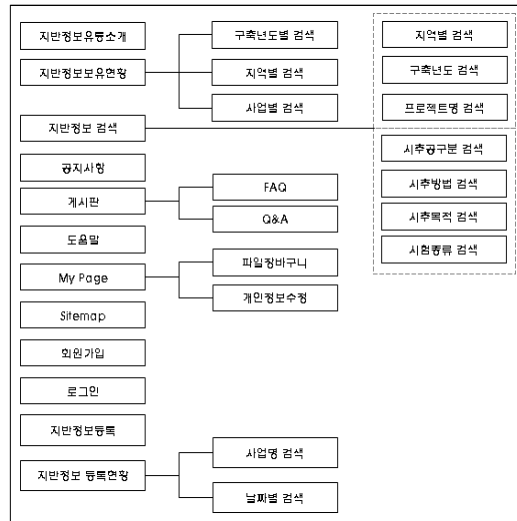 지반정보유통소개
지반정보보유현황
지반정보 검색
공지사항
게시판
도움말
My Page
Sitemap
회원가입
로그인
지반정보등록
지반정보 등록현황
구축년도별 검색
지역별 검색
사업별 검색
FAQ
Q&A
파일장바구니
개인정보수정
사업명 검색
날짜별 검색
지역별 검색
구축년도 검색
프로젝트명 검색
시추공구분 검색
시추방법 검색
시추목적 검색
시험종류 검색